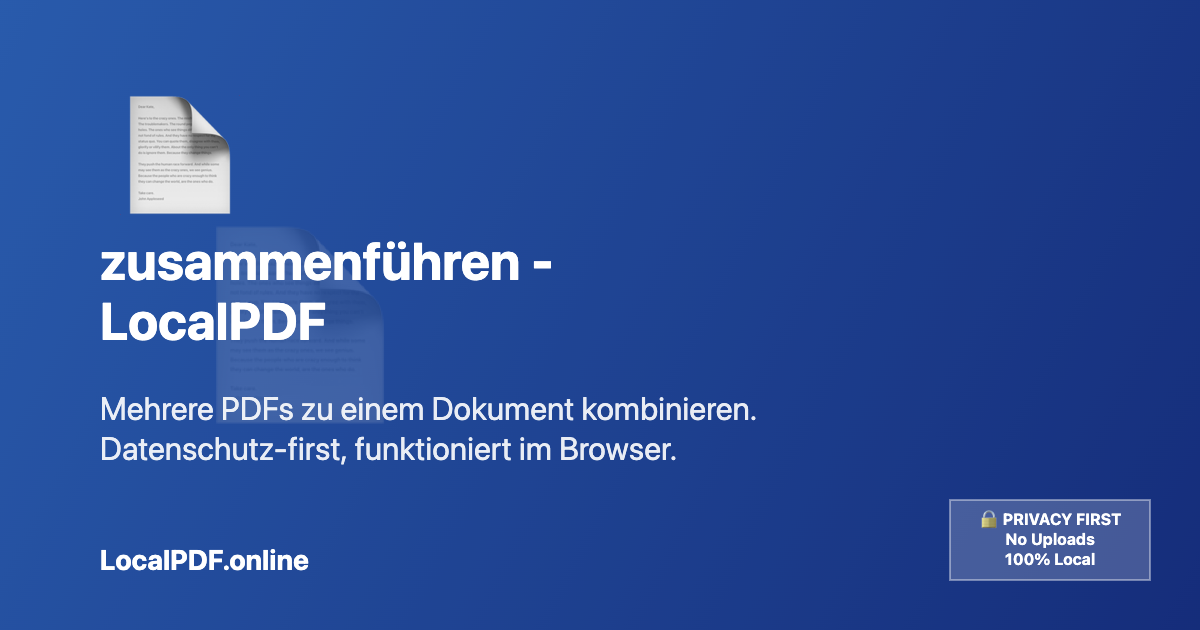 zusammenführen -
LocalPDF
Mehrere PDFs zu einem Dokument kombinieren.
Datenschutz-first, funktioniert im Browser.
LocalPDF.online
🔒 PRIVACY FIRST
No Uploads
100% Local